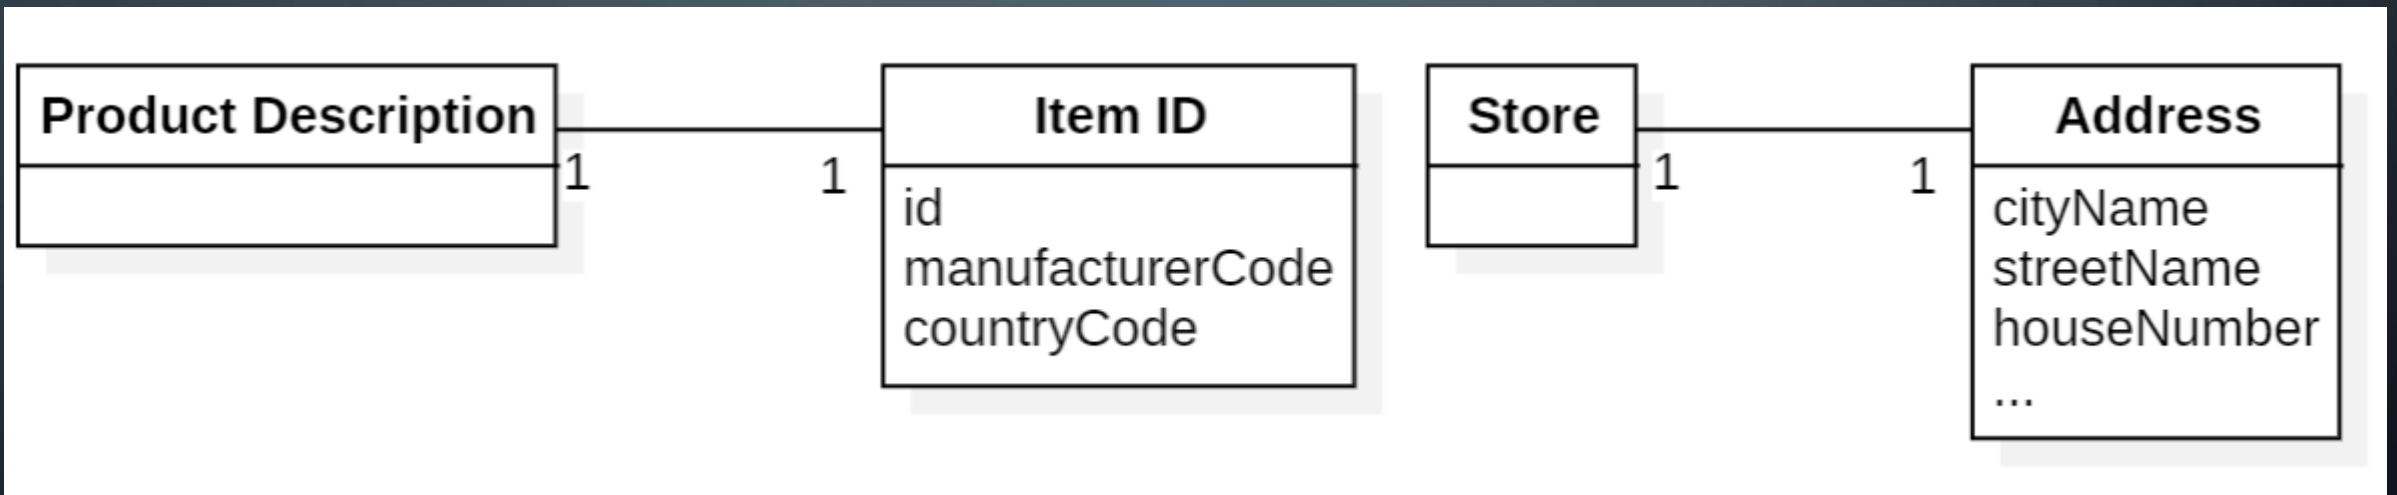 Product Description
1
1
Item ID
id
manufacturerCode
countryCode
Store
1
1
Address
cityName
streetName
houseNumber
...